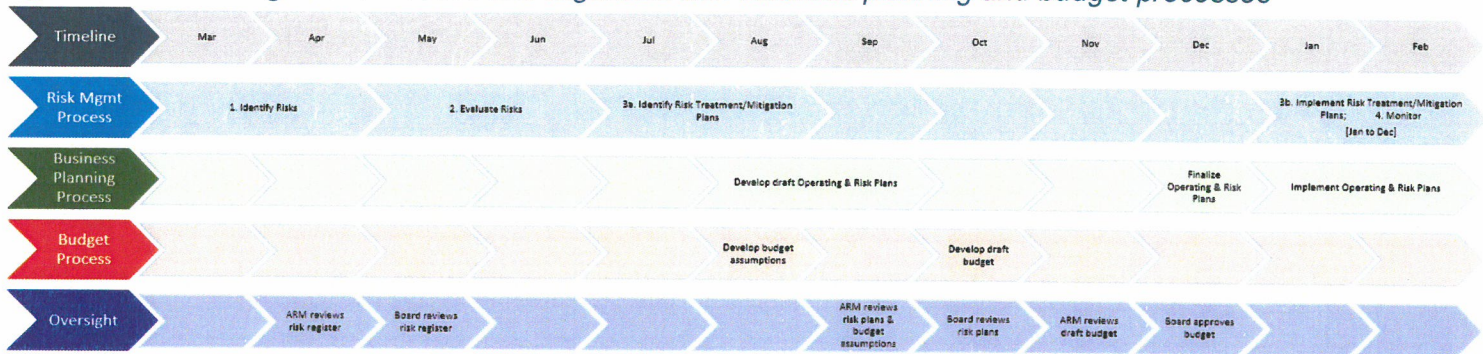 planning and budget processes
Timeline
Mar
Apr
May
Jun
Jul
Aug
Sep
Oct
Nov
Dec
Jan
Feb
Risk Mgmt
Process
1. Identify Risks
2. Evaluate Risks
3a. Identify Risk Treatment/Mitigation
Plans
3b. Implement Risk Treatment/Mitigation
Plans; 4. Monitor
[Jan to Dec]
Business
Planning
Process
Develop draft Operating & Risk Plans
Finalize
Operating & Risk
Plans
Implement Operating & Risk Plans
Budget
Process
Develop budget
assumptions
Develop draft
budget
Oversight
ARM reviews
risk register
Board reviews
risk register
ARM reviews
risk plans &
budget
assumptions
Board reviews
risk plans
ARM reviews
draft budget
Board approves
budget